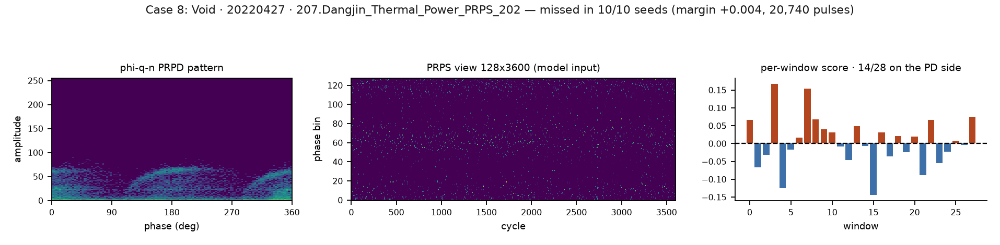 Case 8: Void · 20220427 · 207.Dangjin_Thermal_Power_PRPS_202 — missed in 10/10 seeds (margin +0.004, 20,740 pulses)
phi-q-n PRPD pattern
amplitude
250
200
150
100
50
0
0 90 180 270 360
phase (deg)
PRPS view 128x3600 (model input)
phase bin
120
100
80
60
40
20
0
0 500 1000 1500 2000 2500 3000 3500
cycle
per-window score · 14/28 on the PD side
0.15
0.10
0.05
0.00
−0.05
−0.10
−0.15
0 5 10 15 20 25
window